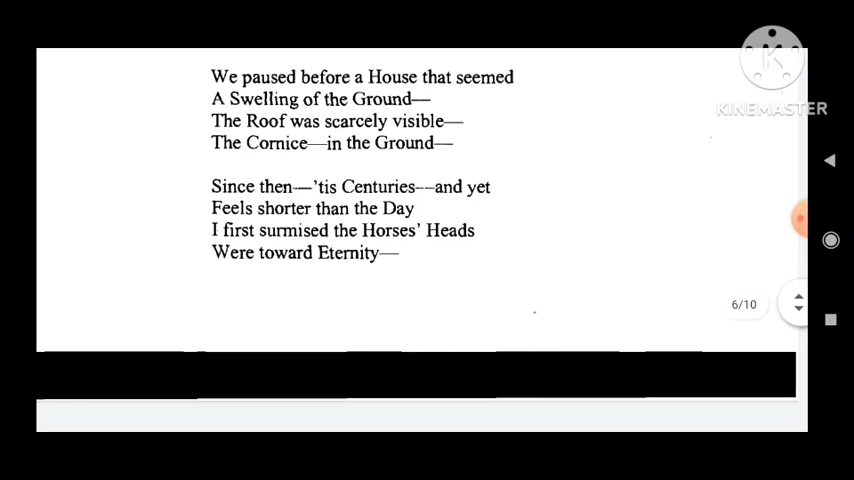 We paused before a House that seemed
A Swelling of the Ground—
The Roof was scarcely visible—
The Cornice—in the Ground—
Since then—'tis Centuries—and yet
Feels shorter than the Day
I first surmised the Horses' Heads
Were toward Eternity—
6/10
K
KINEMASTER